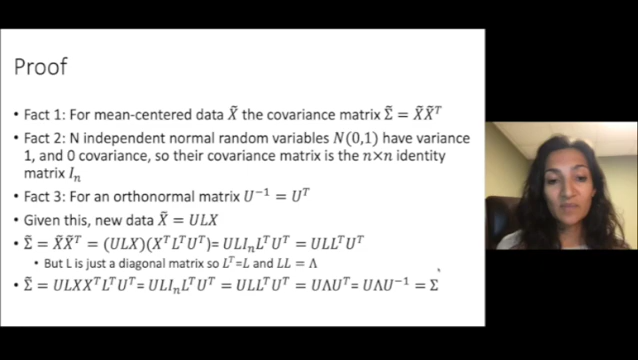 Proof
• Fact 1: For mean-centered data X̃ the covariance matrix Σ̃ = X̃X̃ᵀ
• Fact 2: N independent normal random variables N(0,1) have variance
1, and 0 covariance, so their covariance matrix is the n×n identity
matrix Iₙ
• Fact 3: For an orthonormal matrix U⁻¹ = Uᵀ
• Given this, new data X̃ = ULX
• Σ̃ = X̃X̃ᵀ = (ULX)(XᵀLᵀUᵀ)= ULIₙLᵀUᵀ = ULLᵀUᵀ
• But L is just a diagonal matrix so Lᵀ=L and LL = Λ
• Σ̃ = ULXXᵀLᵀUᵀ= ULIₙLᵀUᵀ = ULLᵀUᵀ = UΛUᵀ= UΛU⁻¹ = Σ